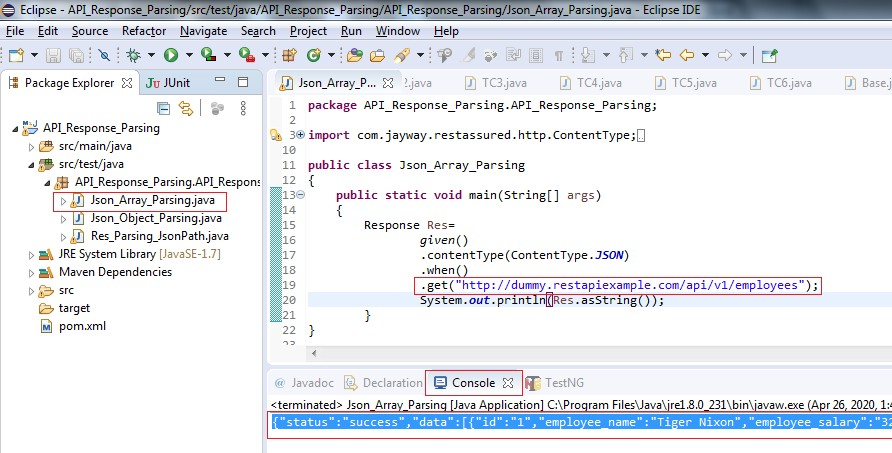 Eclipse - API_Response_Parsing/src/test/java/API_Response_Parsing/API_Response_Parsing/Json_Array_Parsing.java - Eclipse IDE
File Edit Source Refactor Navigate Search Project Run Window Help
Package Explorer JUnit
API_Response_Parsing
src/main/java
src/test/java
API_Response_Parsing.API_Respons
Json_Array_Parsing.java
Json_Object_Parsing.java
Res_Parsing_JsonPath.java
JRE System Library [JavaSE-1.7]
Maven Dependencies
src
target
pom.xml
Json_Array_P... 2.java TC3.java TC4.java TC5.java TC6.java Base.j
1 package API_Response_Parsing.API_Response_Parsing;
2
3 import com.jayway.restassured.http.ContentType;
10
11 public class Json_Array_Parsing
12 {
13 public static void main(String[] args)
14 {
15 Response Res=
16 given()
17 .contentType(ContentType.JSON)
18 .when()
19 .get("http://dummy.restapiexample.com/api/v1/employees");
20 System.out.println(Res.asString());
21 }
22 }
23
@ Javadoc Declaration Console TestNG
<terminated> Json_Array_Parsing [Java Application] C:\Program Files\Java\jre1.8.0_231\bin\javaw.exe (Apr 26, 2020, 1:4
{"status":"success","data":[{"id":"1","employee_name":"Tiger Nixon","employee_salary":"32